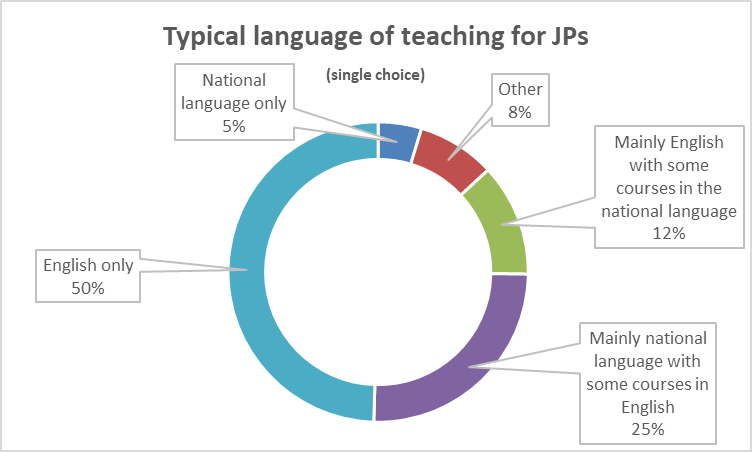 Typical language of teaching for JPs
(single choice)
National
language only
5%
Other
8%
Mainly English
with some
courses in the
national language
12%
English only
50%
Mainly national
language with
some courses in
English
25%